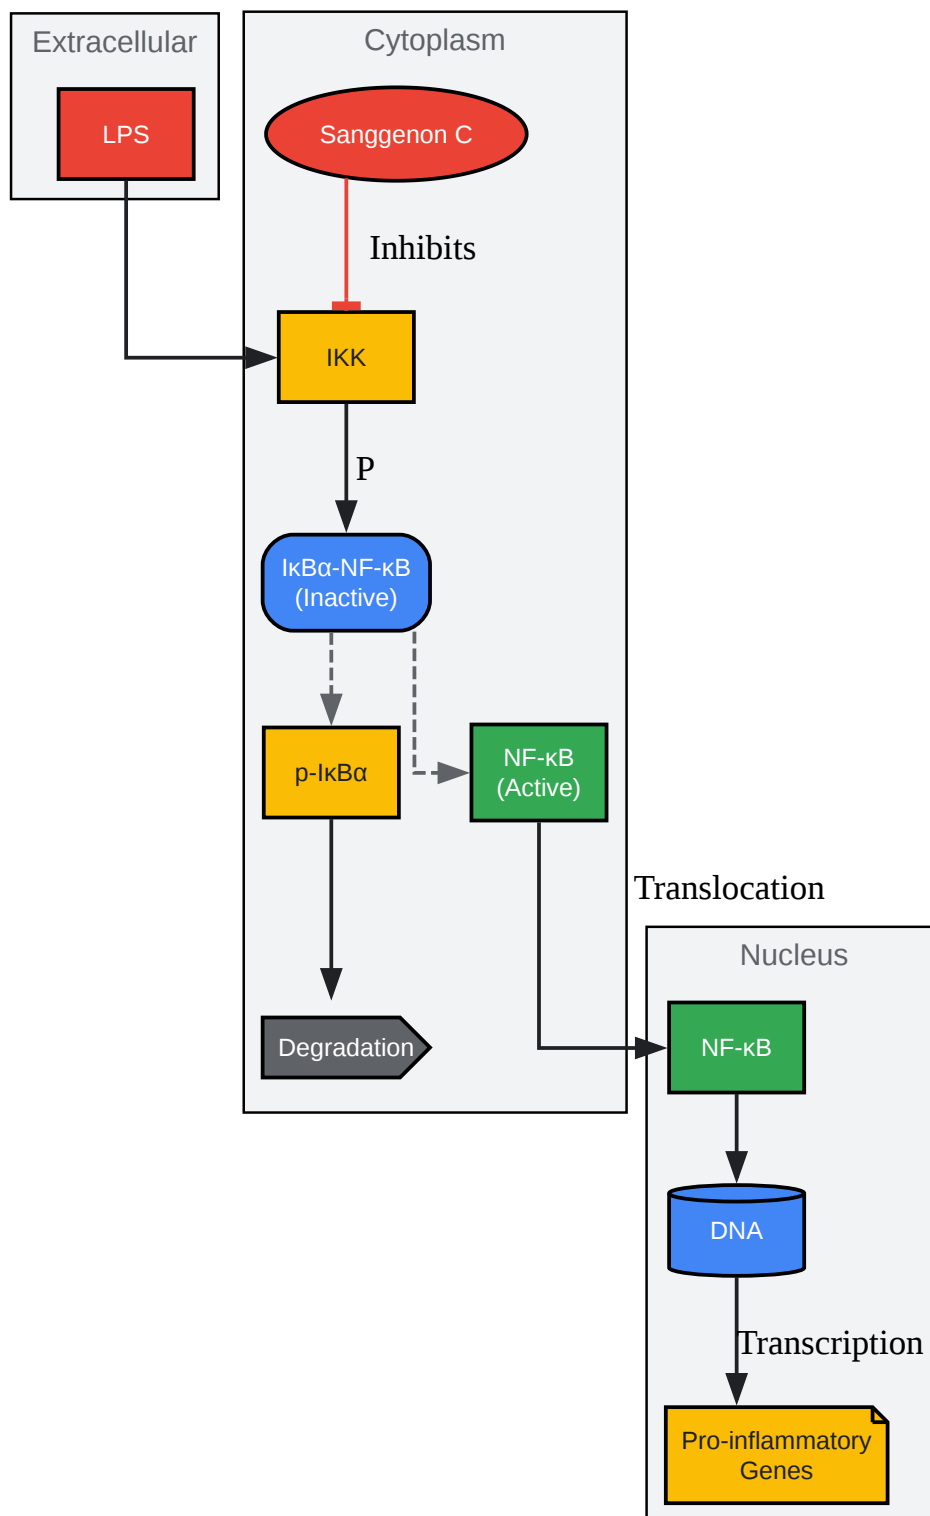 Extracellular
LPS
Cytoplasm
Sanggenon C
Inhibits
IKK
P
IκBα-NF-κB
(Inactive)
p-IκBα
NF-κB
(Active)
Degradation
Translocation
Nucleus
NF-κB
DNA
Transcription
Pro-inflammatory
Genes